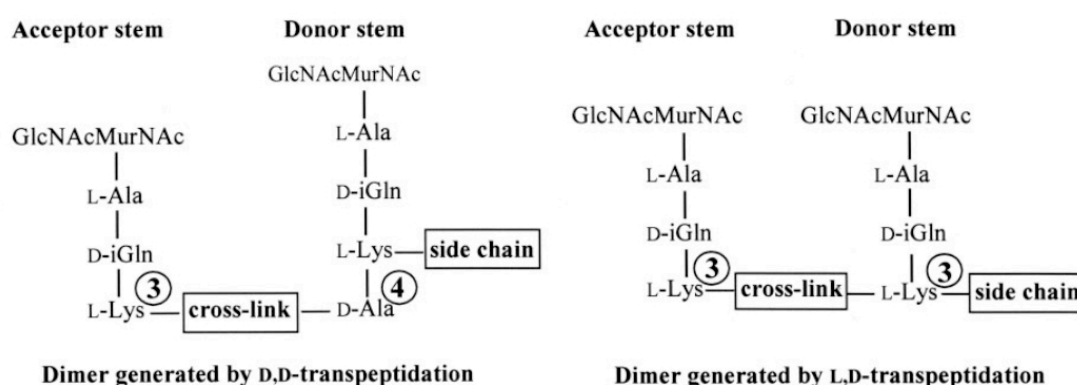 Acceptor stem Donor stem
GlcNAcMurNAc
L-Ala
D-iGln
L-Lys
3
cross-link
GlcNAcMurNAc
L-Ala
D-iGln
L-Lys
side chain
4
D-Ala
Dimer generated by D,D-transpeptidation
Acceptor stem Donor stem
GlcNAcMurNAc
L-Ala
D-iGln
L-Lys
3
cross-link
GlcNAcMurNAc
L-Ala
D-iGln
L-Lys
3
side chain
Dimer generated by L,D-transpeptidation